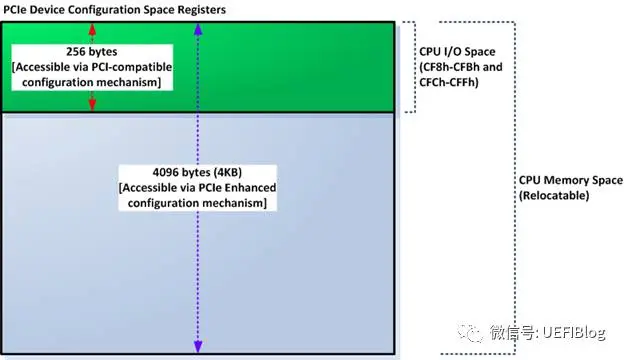 PCIe Device Configuration Space Registers
256 bytes
[Accessible via PCI-compatible
configuration mechanism]
CPU I/O Space
(CF8h-CFBh and
CFCh-CFFh)
4096 bytes (4KB)
[Accessible via PCIe Enhanced
configuration mechanism]
CPU Memory Space
(Relocatable)
微信号: UEFIBlog